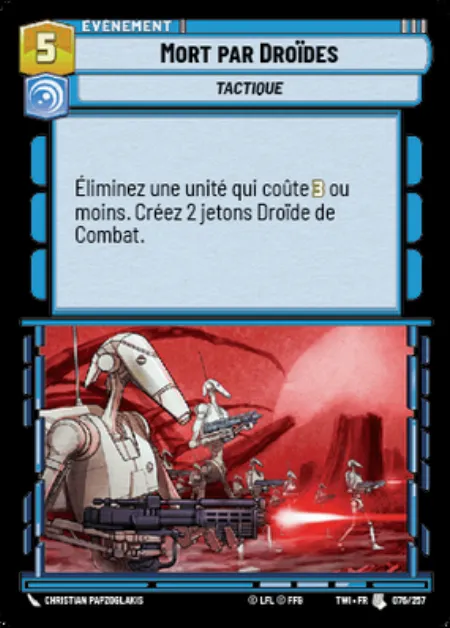 ÉVÉNEMENT
5
MORT PAR DROÏDES
TACTIQUE
Éliminez une unité qui coûte 3 ou
moins. Créez 2 jetons Droïde de
Combat.
CHRISTIAN PAPZOGLAKIS
© LFL © FFG
TWI • FR
076/257